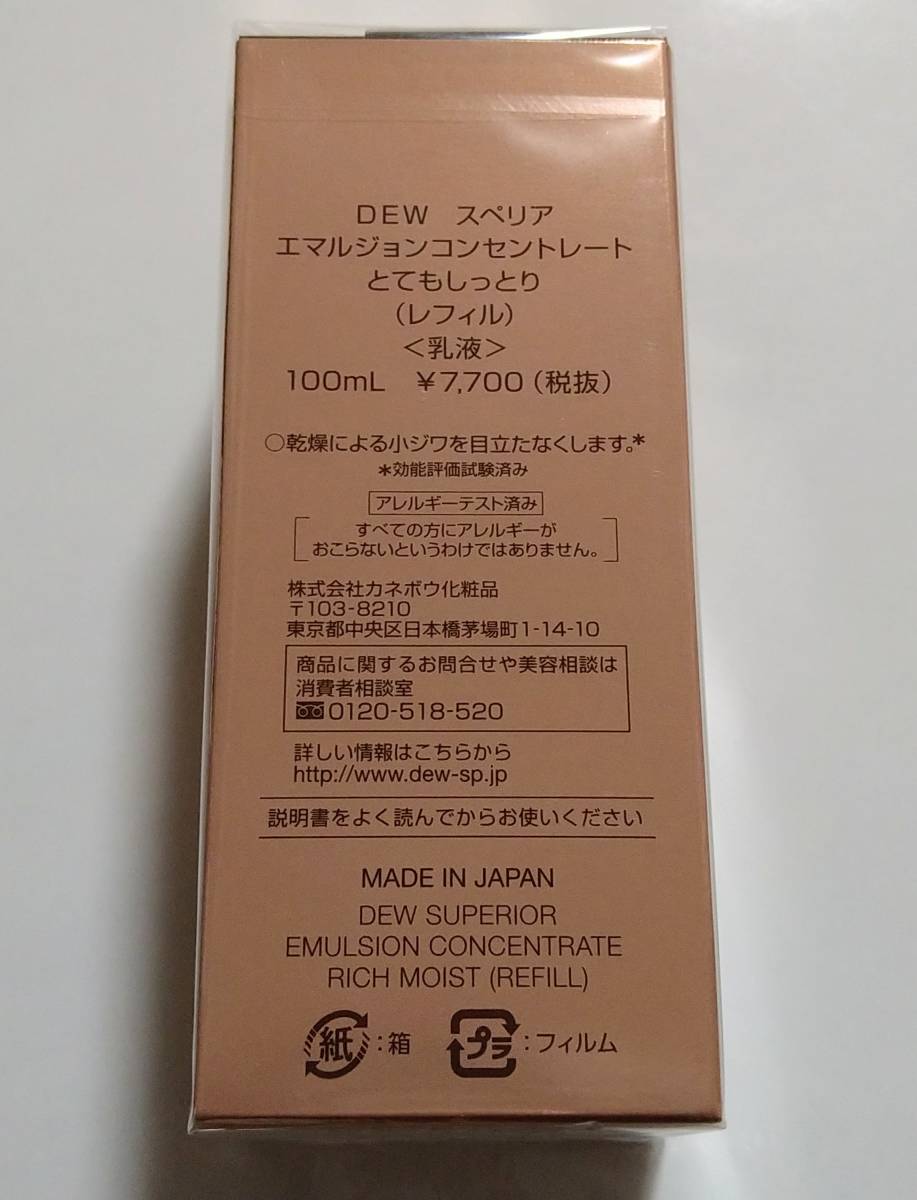 DEW スペリア
エマルジョンコンセントレート
とてもしっとり
（レフィル）
＜乳液＞
100mL ￥7,700（税抜）
○乾燥による小ジワを目立たなくします。*
*効能評価試験済み
アレルギーテスト済み
すべての方にアレルギーが
おこらないというわけではありません。
株式会社カネボウ化粧品
〒103-8210
東京都中央区日本橋茅場町1-14-10
商品に関するお問合せや美容相談は
消費者相談室
0120-518-520
詳しい情報はこちらから
http://www.dew-sp.jp
説明書をよく読んでからお使いください
MADE IN JAPAN
DEW SUPERIOR
EMULSION CONCENTRATE
RICH MOIST (REFILL)
紙：箱 プラ：フィルム